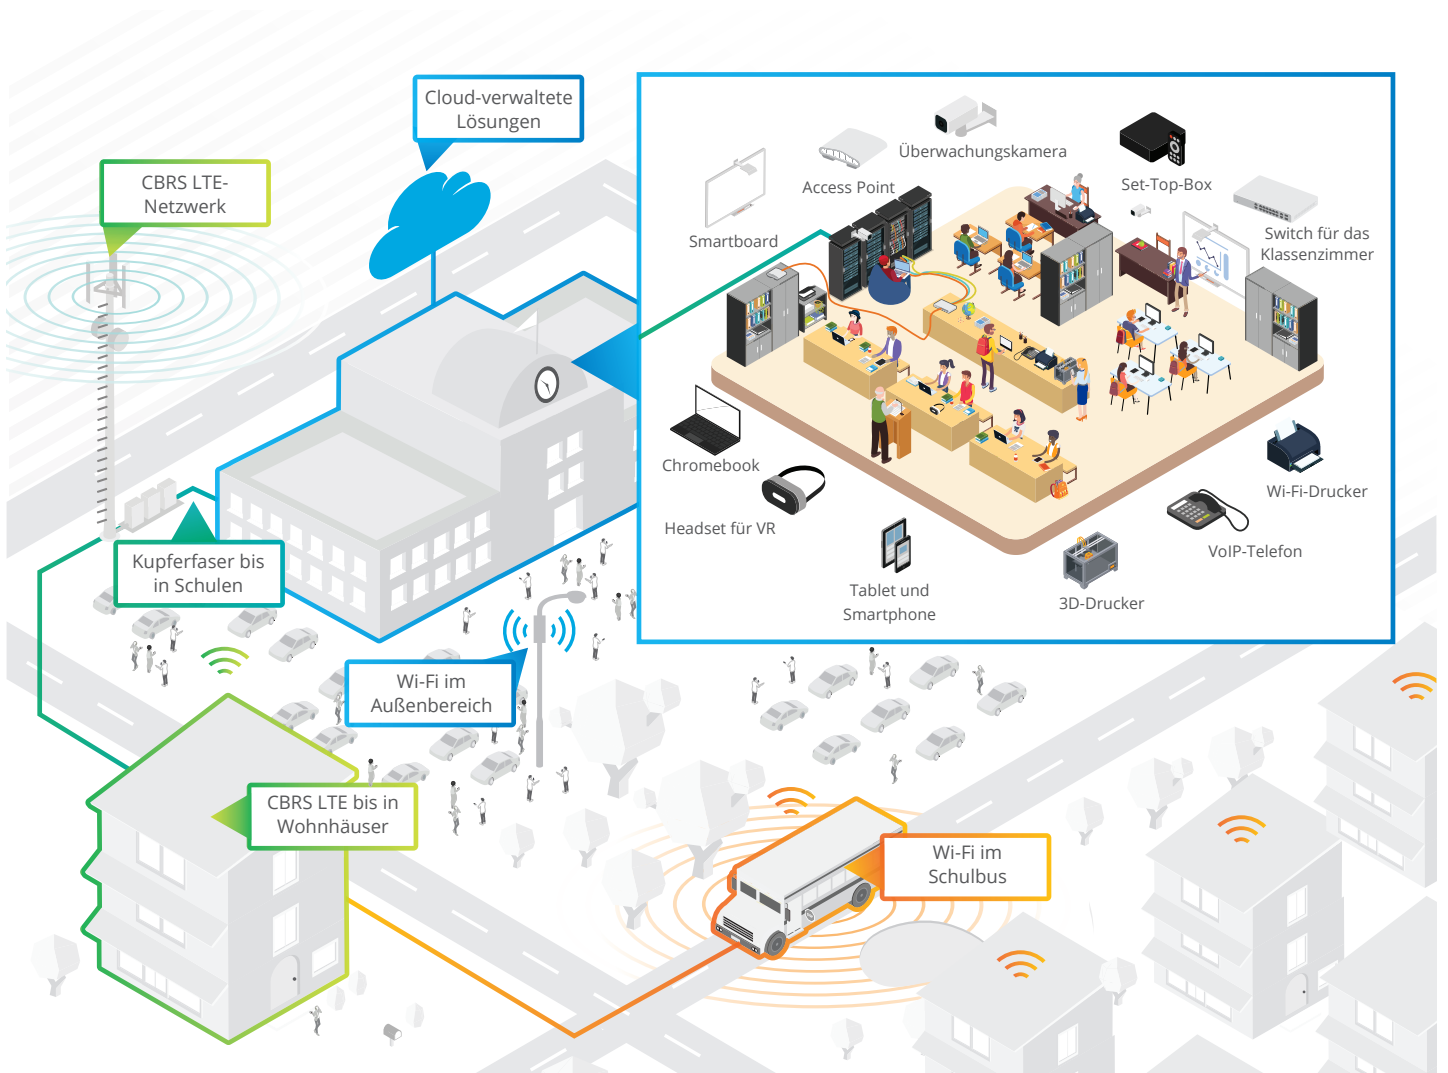 Cloud-verwaltete
Lösungen
CBRS LTE-
Netzwerk
Überwachungskamera
Access Point
Set-Top-Box
Smartboard
Switch für das
Klassenzimmer
Chromebook
Headset für VR
Wi-Fi-Drucker
VoIP-Telefon
Tablet und
Smartphone
3D-Drucker
Kupferfaser bis
in Schulen
Wi-Fi im
Außenbereich
CBRS LTE bis in
Wohnhäuser
Wi-Fi im
Schulbus